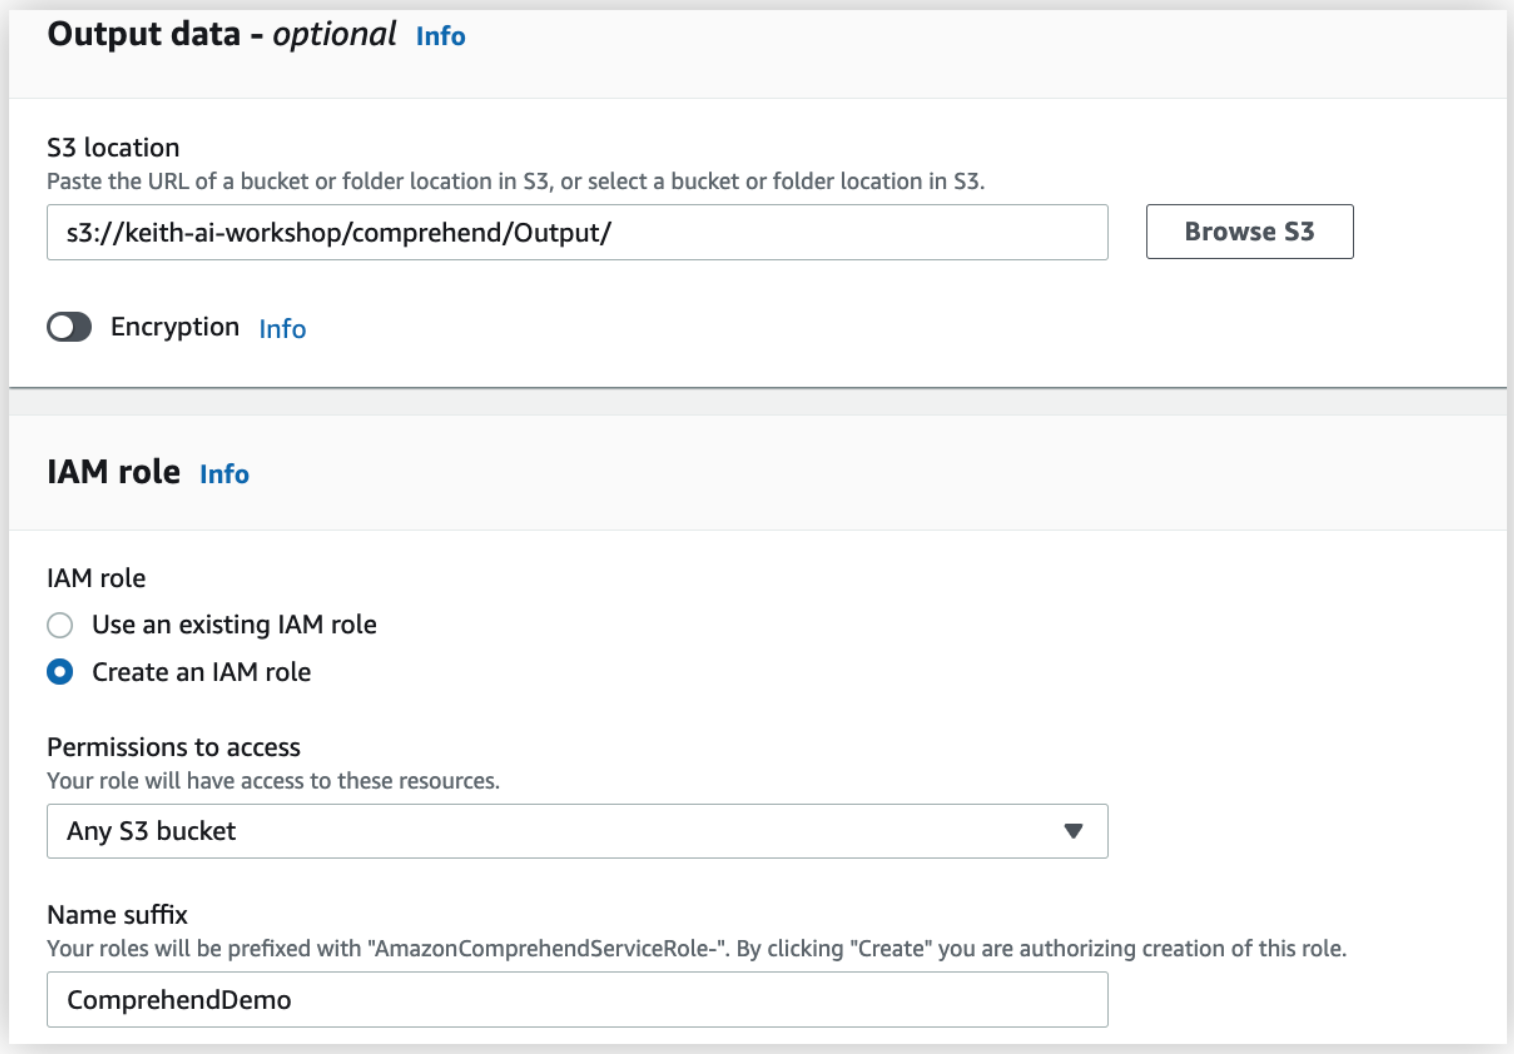 Output data - optional Info
S3 location
Paste the URL of a bucket or folder location in S3, or select a bucket or folder location in S3.
s3://keith-ai-workshop/comprehend/Output/
Browse S3
Encryption Info
IAM role Info
IAM role
Use an existing IAM role
Create an IAM role
Permissions to access
Your role will have access to these resources.
Any S3 bucket
Name suffix
Your roles will be prefixed with "AmazonComprehendServiceRole-". By clicking "Create" you are authorizing creation of this role.
ComprehendDemo